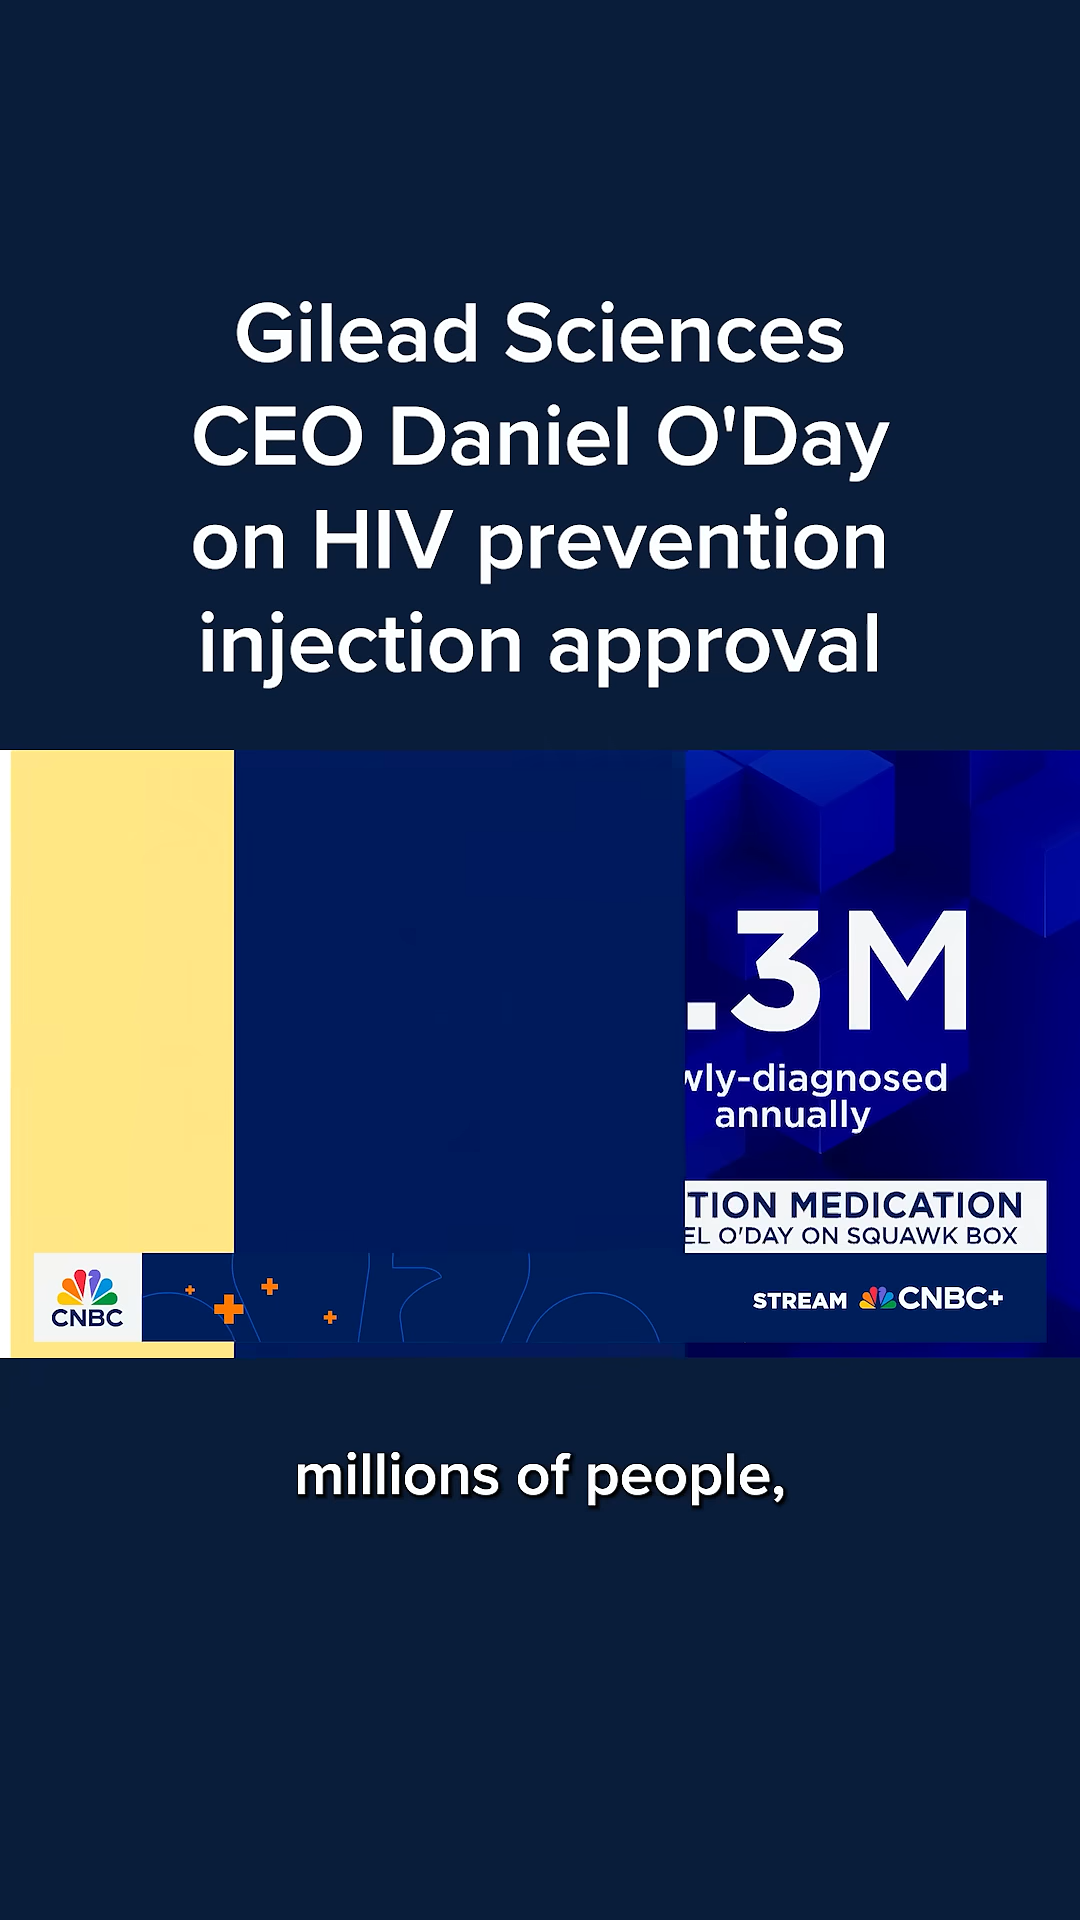 Gilead Sciences
CEO Daniel O'Day
on HIV prevention
injection approval
.3M
wly-diagnosed
annually
TION MEDICATION
EL O'DAY ON SQUAWK BOX
CNBC
STREAM CNBC+
millions of people,